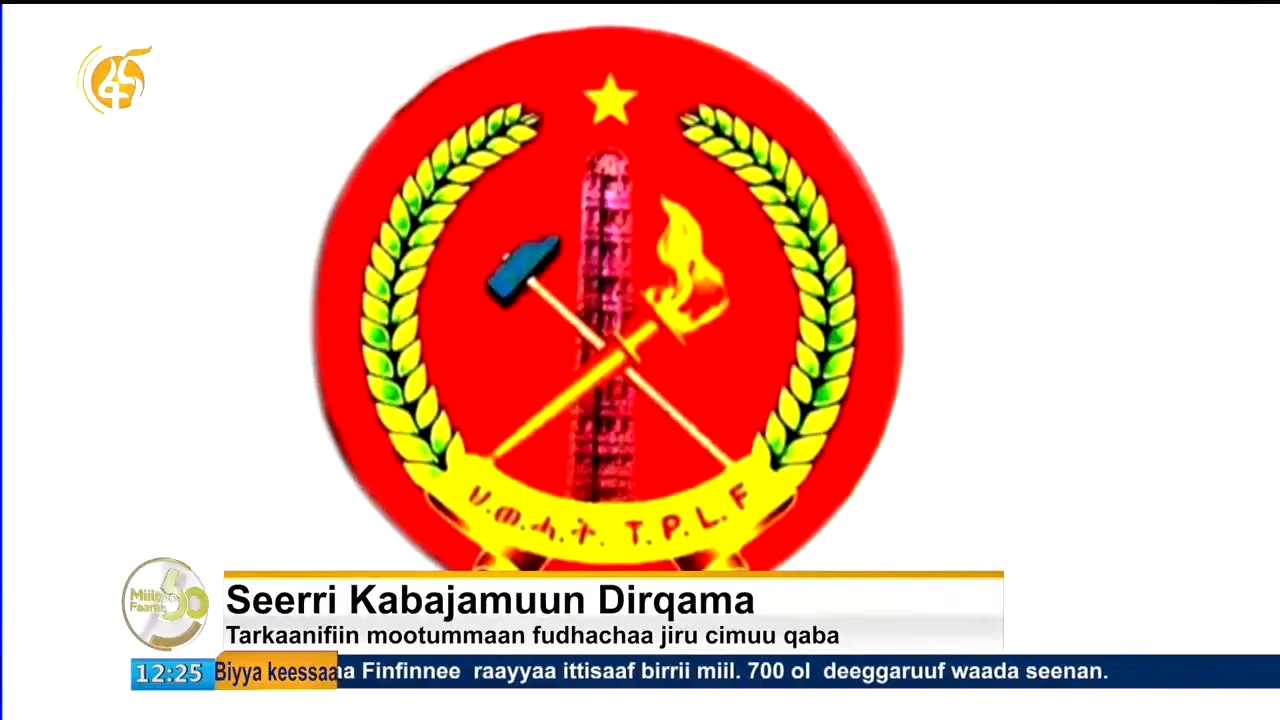 ህ.ወ.ሓ.ት. T.P.L.F
Seerri Kabajamuun Dirqama
Tarkaanifiin mootummaan fudhachaa jiru cimuu qaba
12:25 Biyya keessaa Finfinnee raayyaa ittisaaf birrii miil. 700 ol deeggaruuf waada seenan.